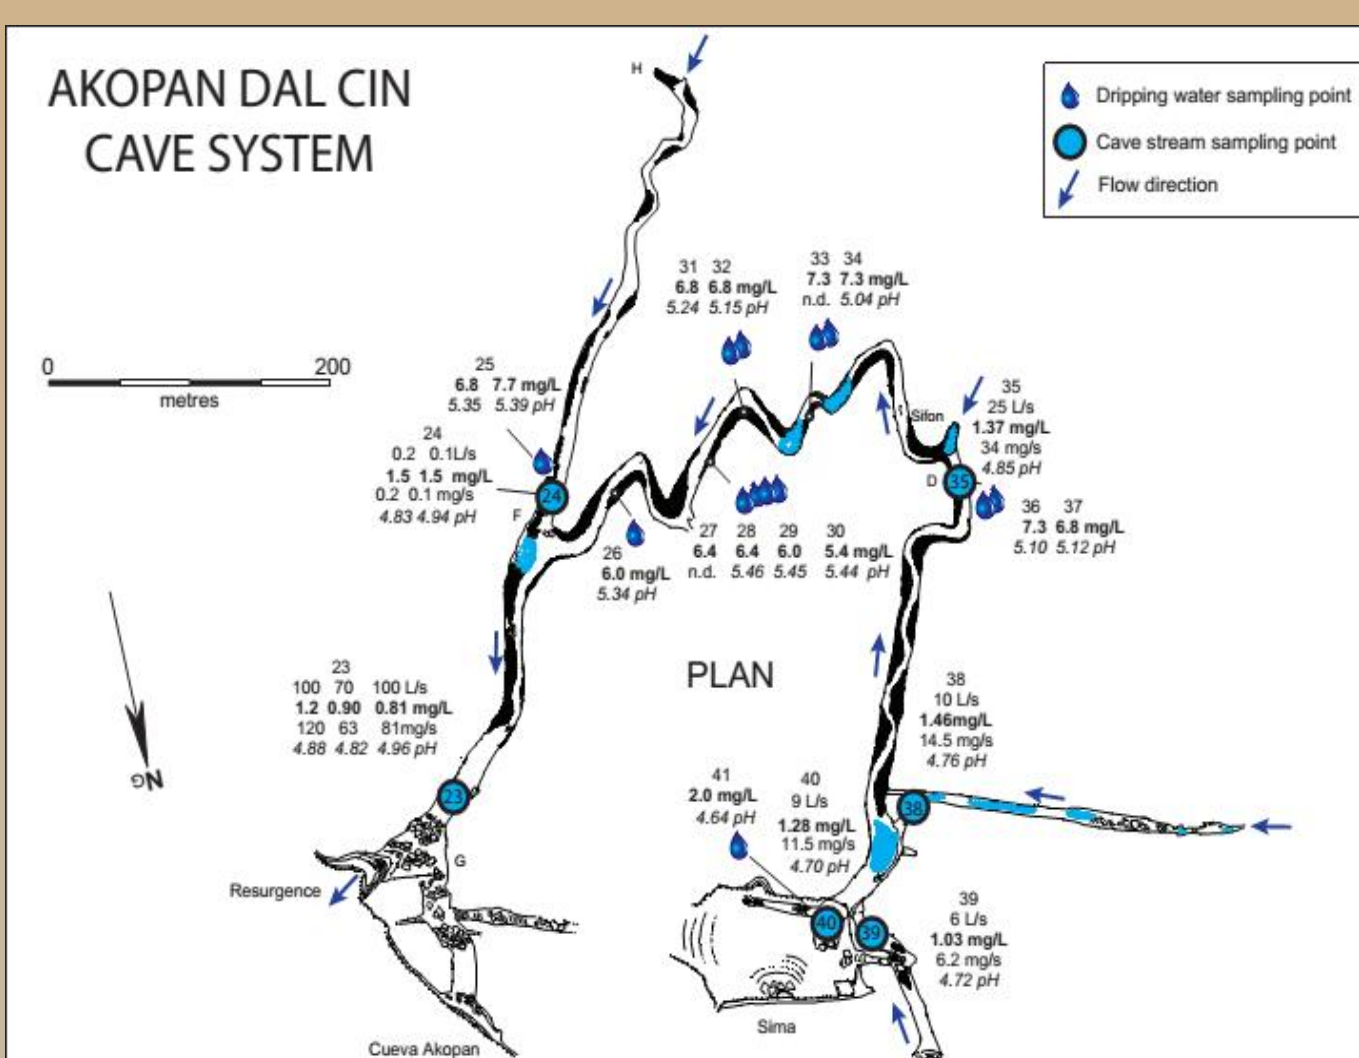 AKOPAN DAL CIN
CAVE SYSTEM
Dripping water sampling point
Cave stream sampling point
Flow direction
H
0 200
metres
31 32
6.8 6.8 mg/L
5.24 5.15 pH
33 34
7.3 7.3 mg/L
n.d. 5.04 pH
25
6.8 7.7 mg/L
5.35 5.39 pH
24
0.2 0.1L/s
1.5 1.5 mg/L
0.2 0.1 mg/s
4.83 4.94 pH
24
F
Sifon
35
25 L/s
1.37 mg/L
34 mg/s
4.85 pH
D
35
36 37
7.3 6.8 mg/L
5.10 5.12 pH
26
6.0 mg/L
5.34 pH
27 28 29 30
6.4 6.4 6.0 5.4 mg/L
n.d. 5.46 5.45 5.44 pH
NG
PLAN
23
100 70 100 L/s
1.2 0.90 0.81 mg/L
120 63 81mg/s
4.88 4.82 4.96 pH
23
38
10 L/s
1.46mg/L
14.5 mg/s
4.76 pH
38
41
2.0 mg/L
4.64 pH
40
9 L/s
1.28 mg/L
11.5 mg/s
4.70 pH
G
Resurgence
40
39
39
6 L/s
1.03 mg/L
6.2 mg/s
4.72 pH
Sima
Cueva Akopan